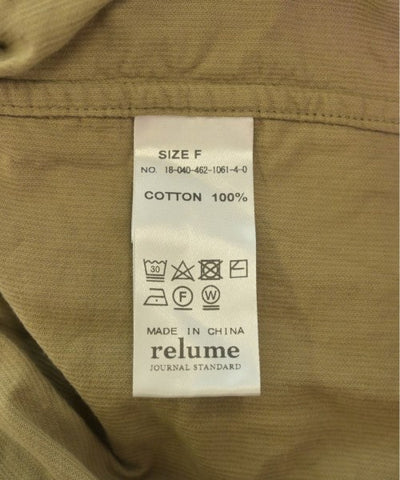 SIZE F
NO. 18-040-462-1061-4-0
COTTON 100%
30
F W
MADE IN CHINA
relume
JOURNAL STANDARD